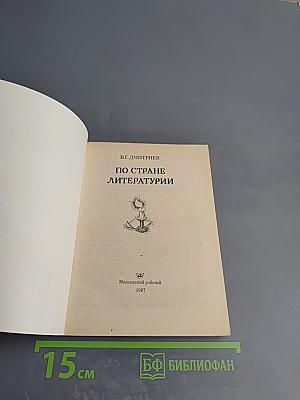 В.Г. ДМИТРИЕВ
ПО СТРАНЕ
ЛИТЕРАТУРИИ
Московский рабочий
1987
15 см
БФ БИБЛИОФАН